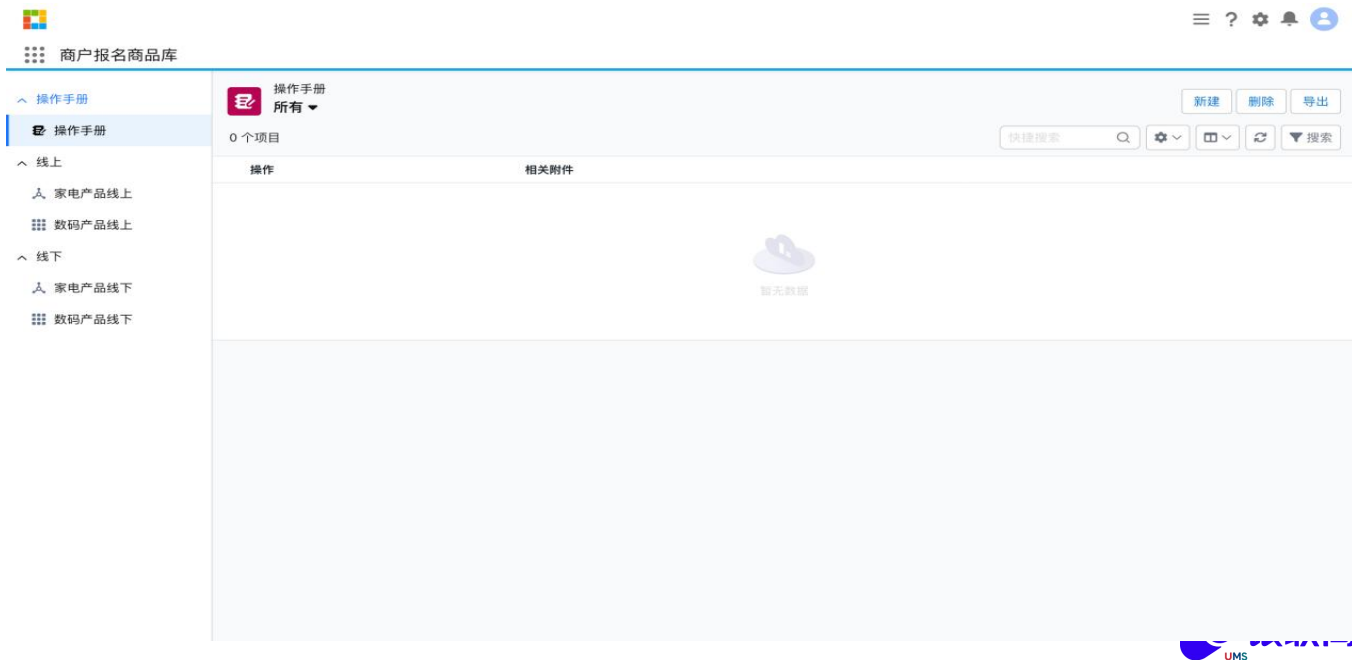 ?
商户报名商品库
操作手册
操作手册
线上
家电产品线上
数码产品线上
线下
家电产品线下
数码产品线下
操作手册
所有
新建
删除
导出
0 个项目
快捷搜索
搜索
操作
相关附件
暂无数据
UMS